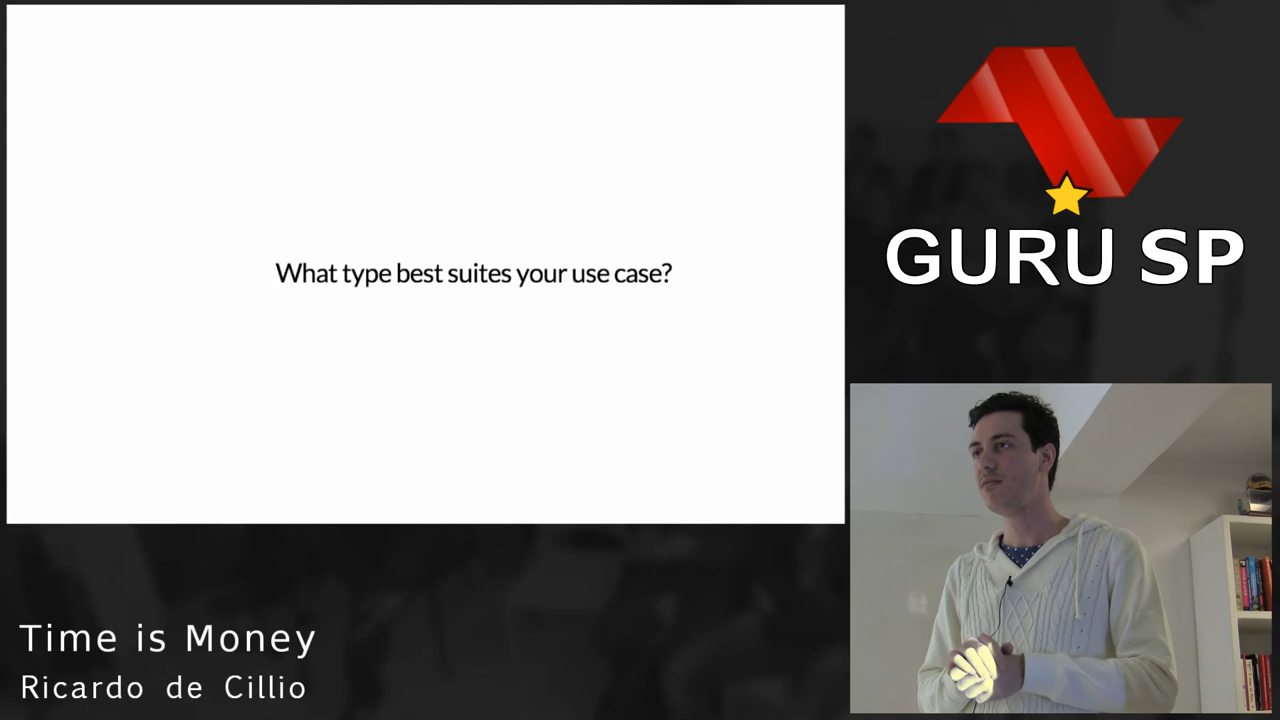 What type best suites your use case?
GURU SP
Time is Money
Ricardo de Cillio